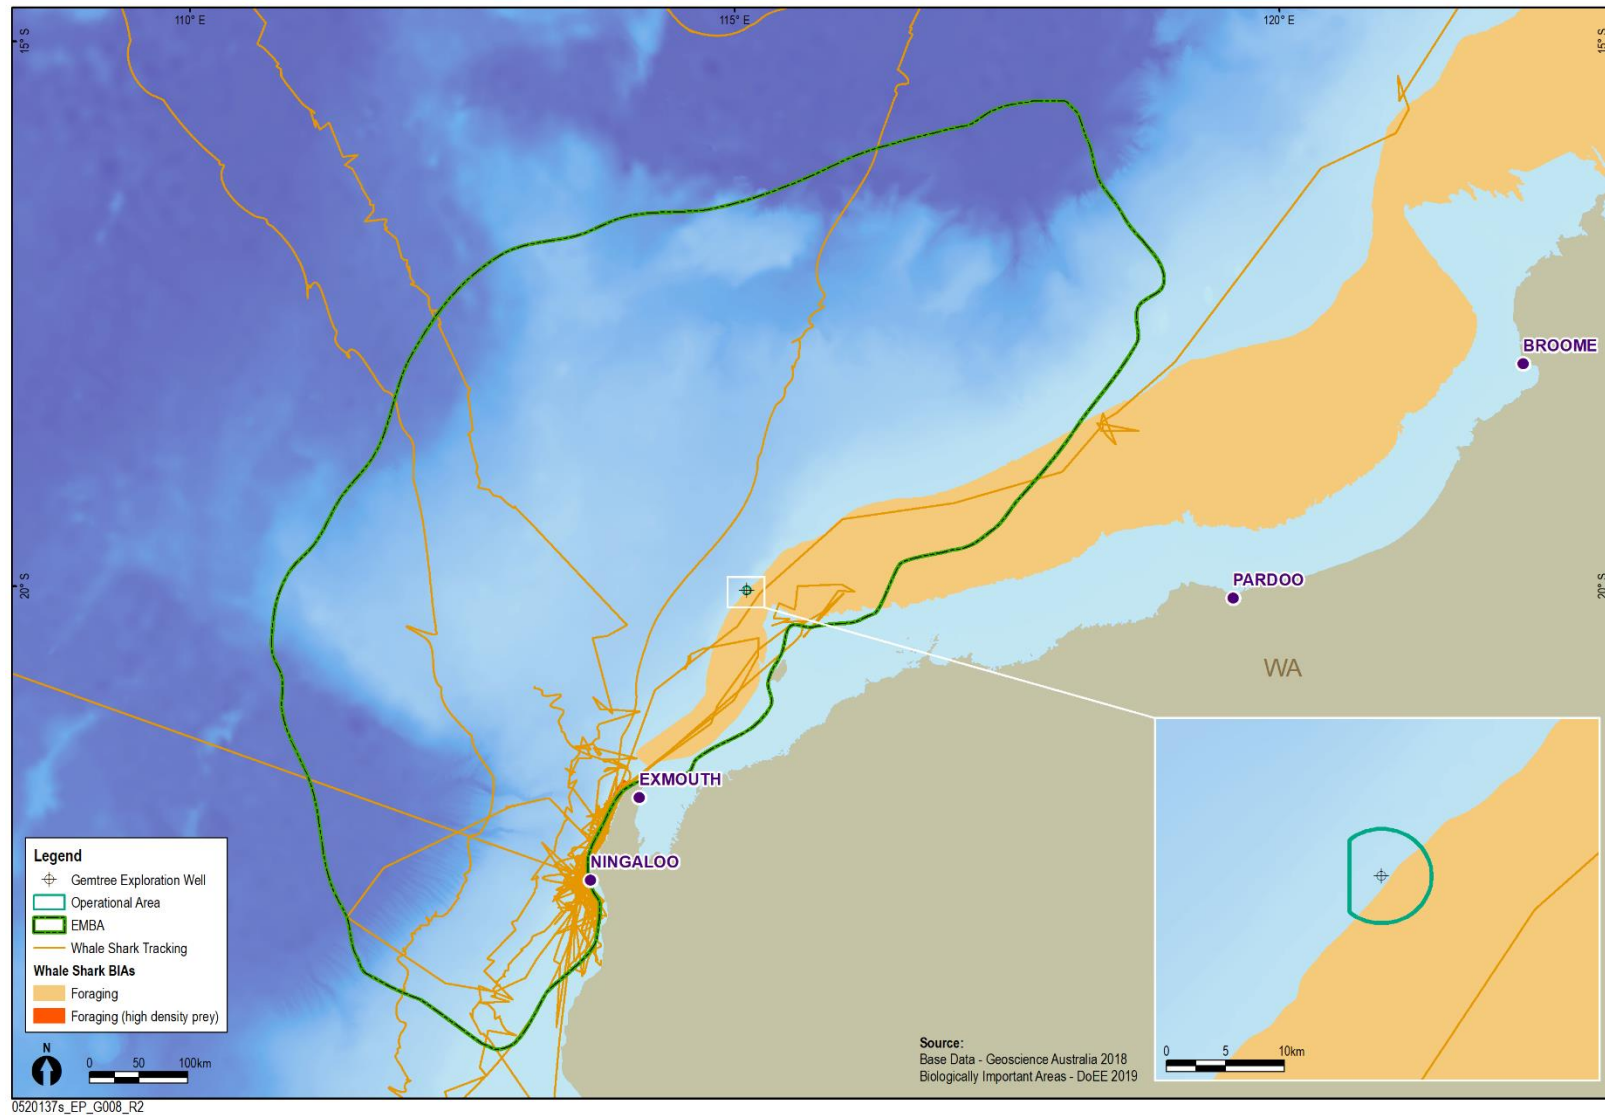 110° E
115° E
120° E
15° S
15° S
BROOME
PARDOO
20° S
20° S
WA
EXMOUTH
NINGALOO
Legend
Gemtree Exploration Well
Operational Area
EMBA
Whale Shark Tracking
Whale Shark BIAs
Foraging
Foraging (high density prey)
N
0 50 100km
Source:
Base Data - Geoscience Australia 2018
Biologically Important Areas - DoEE 2019
0 5 10km
0520137s_EP_G008_R2